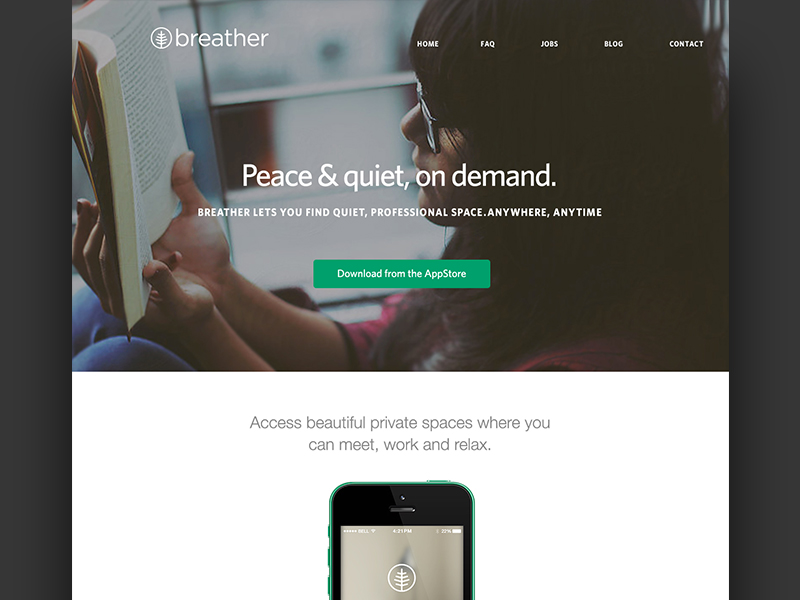 breather
HOME FAQ JOBS BLOG CONTACT
Peace & quiet, on demand.
BREATHER LETS YOU FIND QUIET, PROFESSIONAL SPACE.ANYWHERE, ANYTIME
Download from the AppStore
Access beautiful private spaces where you
can meet, work and relax.
BELL 4:21 PM 22%